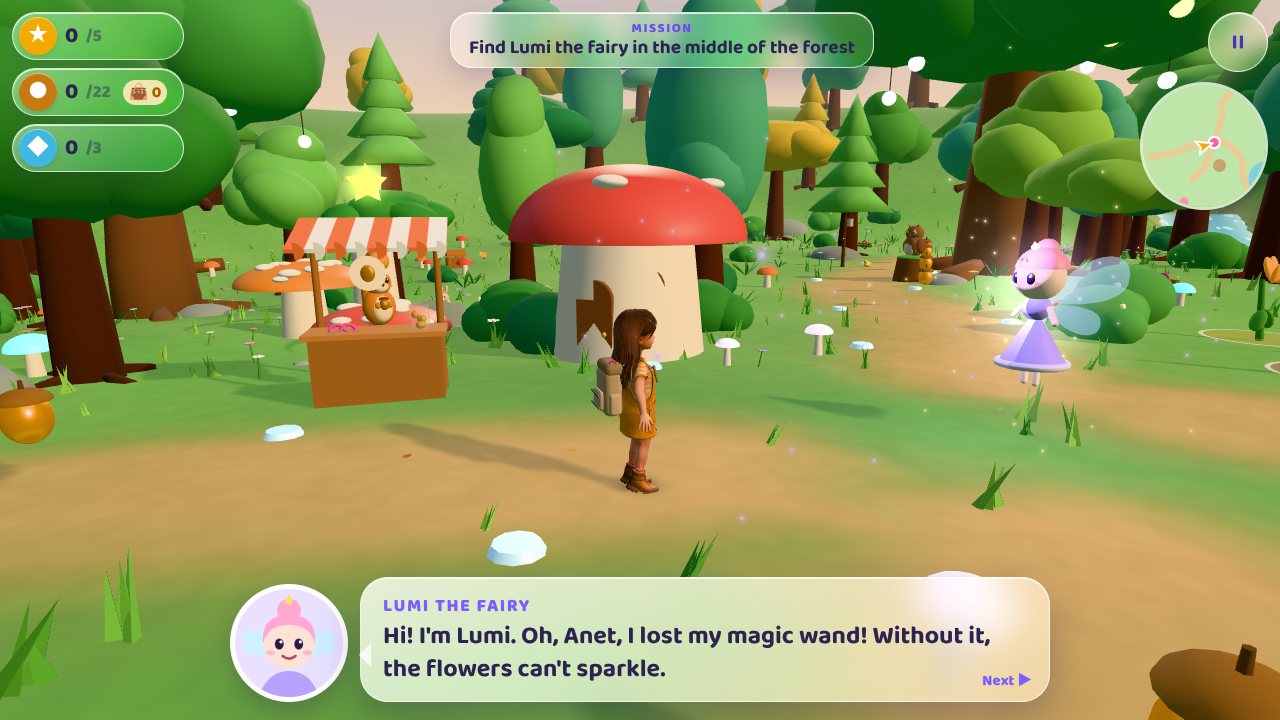 0 /5
0 /22 0
0 /3
MISSION
Find Lumi the fairy in the middle of the forest
LUMI THE FAIRY
Hi! I'm Lumi. Oh, Anet, I lost my magic wand! Without it,
the flowers can't sparkle.
Next